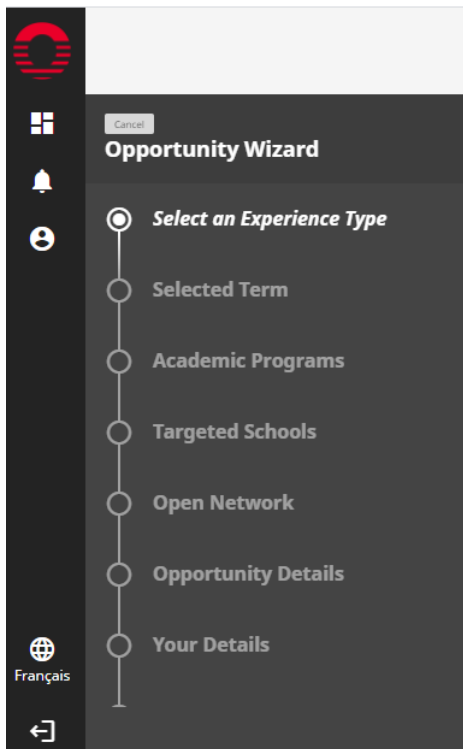 Cancel
Opportunity Wizard
Select an Experience Type
Selected Term
Academic Programs
Targeted Schools
Open Network
Opportunity Details
Your Details
Français